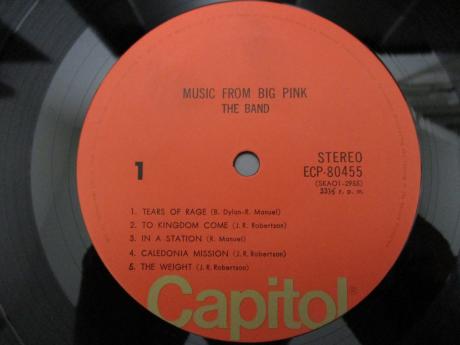 MUSIC FROM BIG PINK
THE BAND
1
STEREO
ECP-80455
(SKAO1-2955)
33⅓ r. p. m.
1. TEARS OF RAGE (B. Dylan-R. Manuel)
2. TO KINGDOM COME (J. R. Robertson)
3. IN A STATION (R. Manuel)
4. CALEDONIA MISSION (J. R. Robertson)
5. THE WEIGHT (J. R. Robertson)
Capitol®